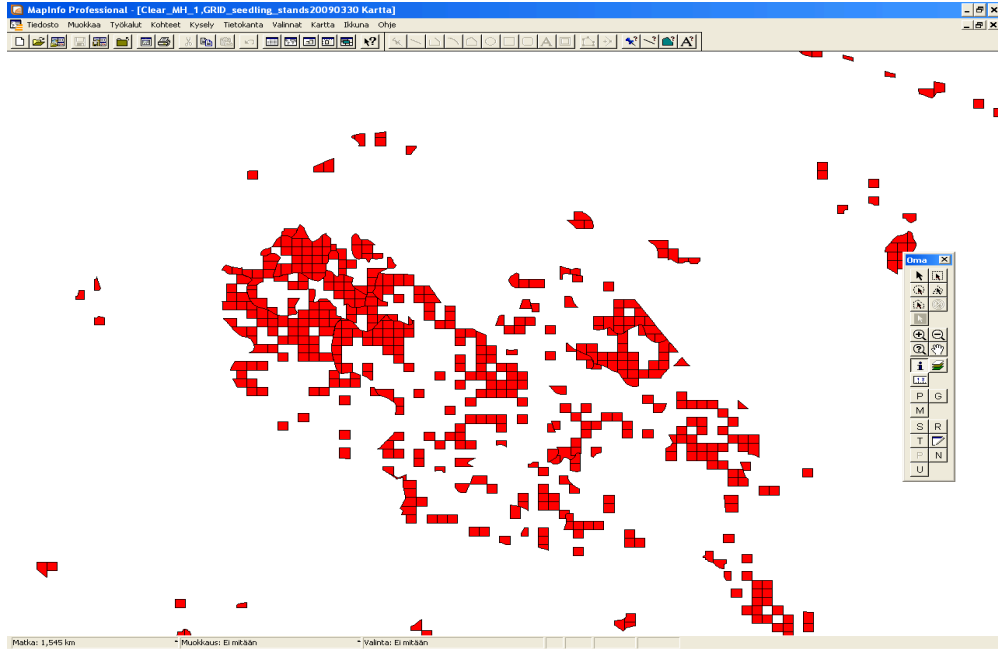 MapInfo Professional - [Clear_MH_1,GRID_seedling_stands20090330 Kartta]
Tiedosto Muokkaa Työkalut Kohteet Kysely Tietokanta Valinnat Kartta Ikkuna Ohje
Oma
P G
M
S R
T
P N
U
Matka: 1,545 km Muokkaus: Ei mitään Valinta: Ei mitään